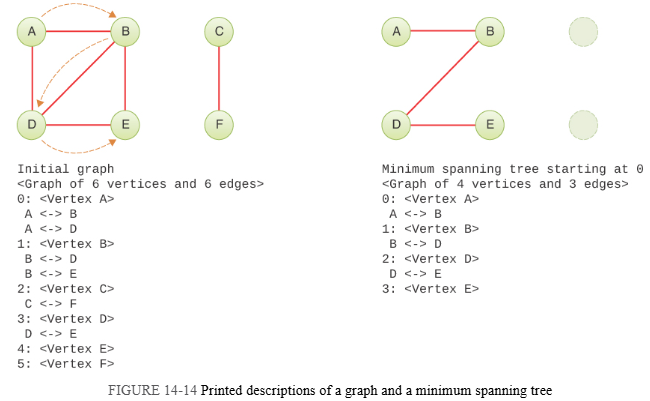 A B C
D E F
Initial graph
<Graph of 6 vertices and 6 edges>
0: <Vertex A>
A <-> B
A <-> D
1: <Vertex B>
B <-> D
B <-> E
2: <Vertex C>
C <-> F
3: <Vertex D>
D <-> E
4: <Vertex E>
5: <Vertex F>
A B
D E
Minimum spanning tree starting at 0
<Graph of 4 vertices and 3 edges>
0: <Vertex A>
A <-> B
1: <Vertex B>
B <-> D
2: <Vertex D>
D <-> E
3: <Vertex E>
FIGURE 14-14 Printed descriptions of a graph and a minimum spanning tree